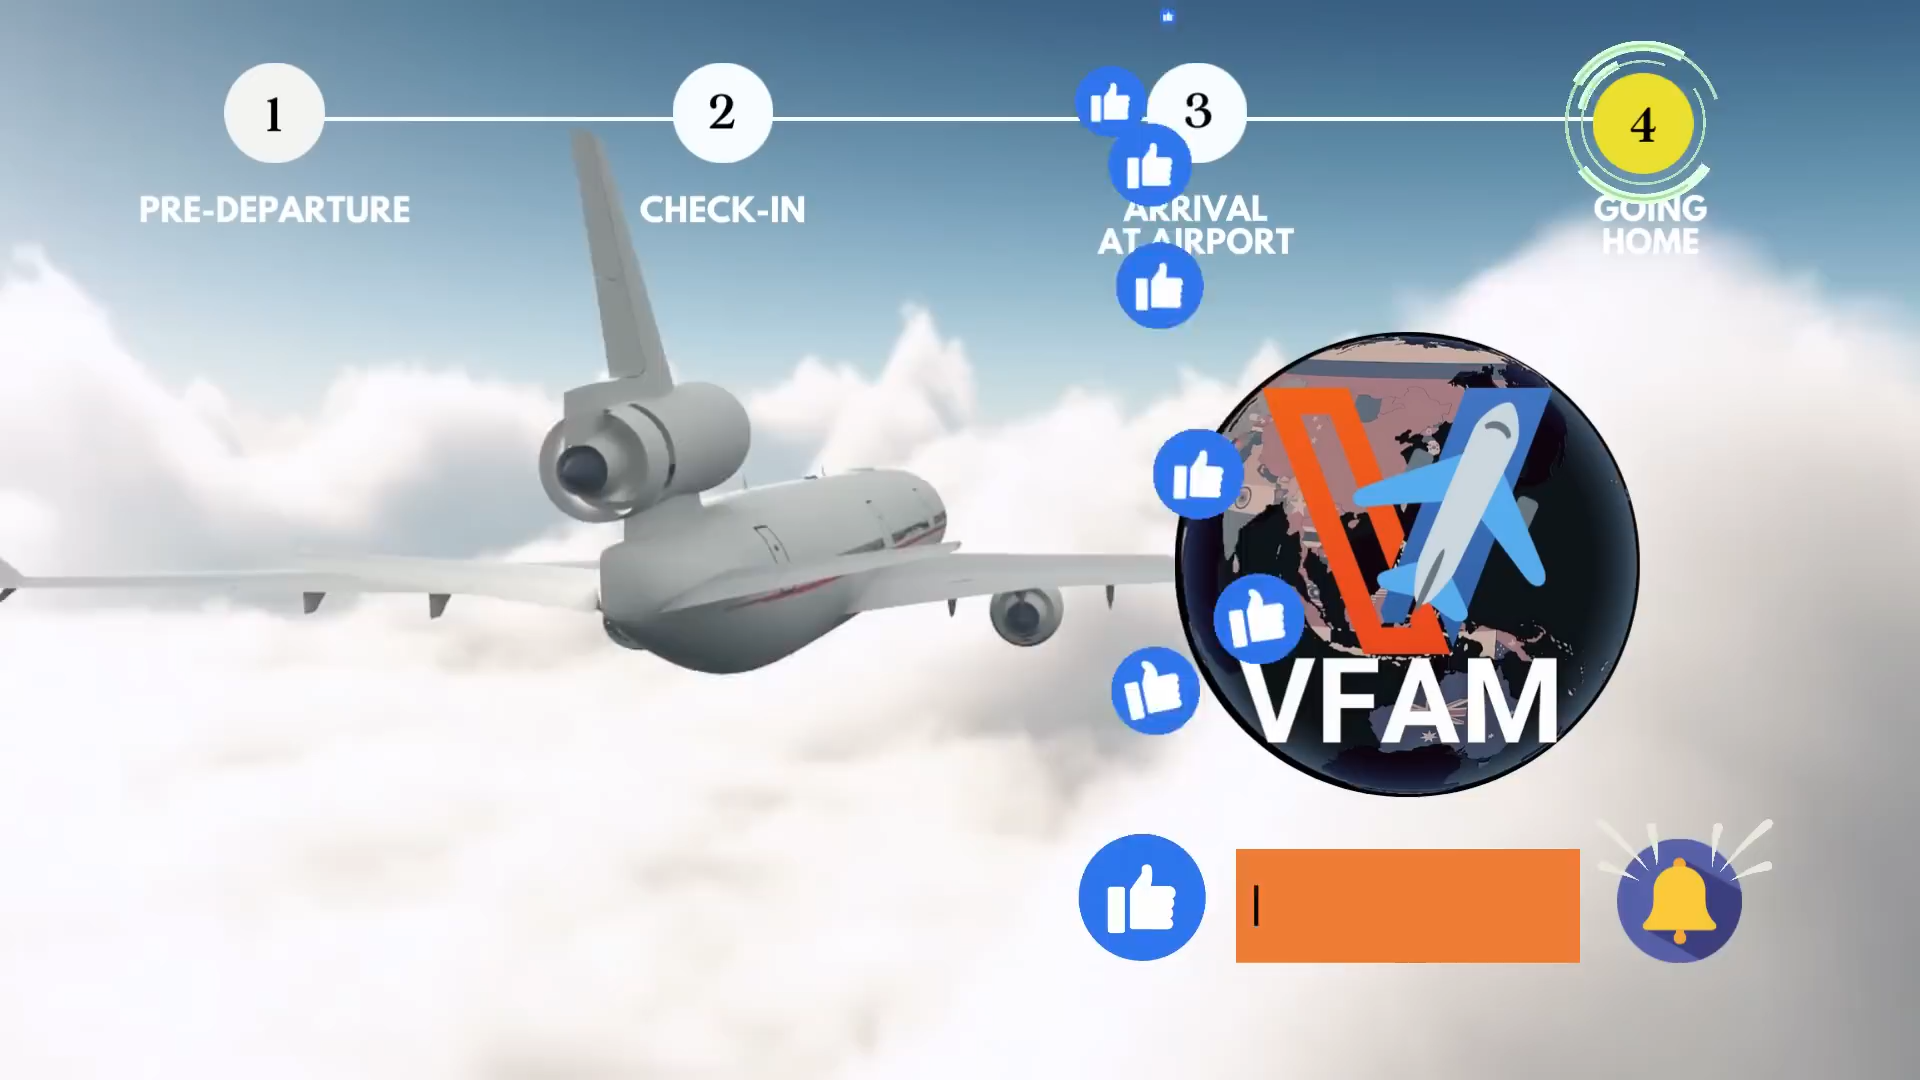 1
2
3
4
PRE-DEPARTURE
CHECK-IN
ARRIVAL
AT AIRPORT
GOING
HOME
VFAM